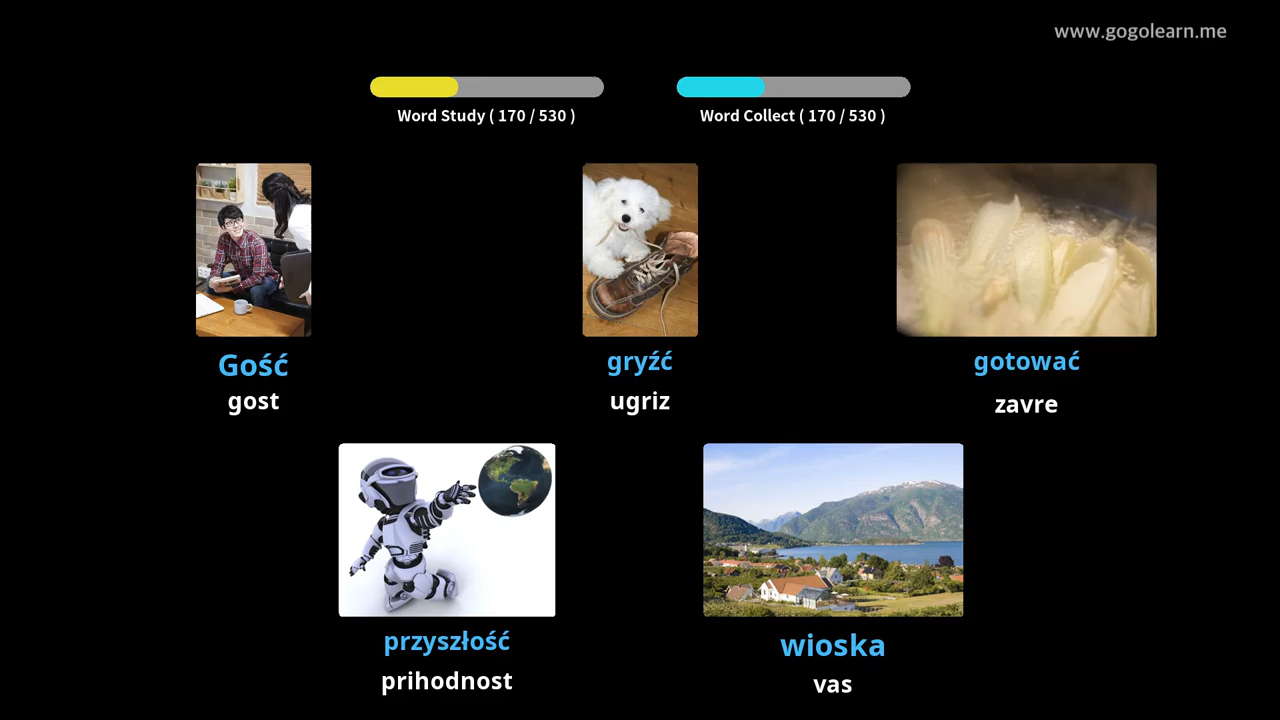 www.gogolearn.me
Word Study ( 170 / 530 )
Word Collect ( 170 / 530 )
Gość
gost
gryźć
ugriz
gotować
zavre
przyszłość
prihodnost
wioska
vas